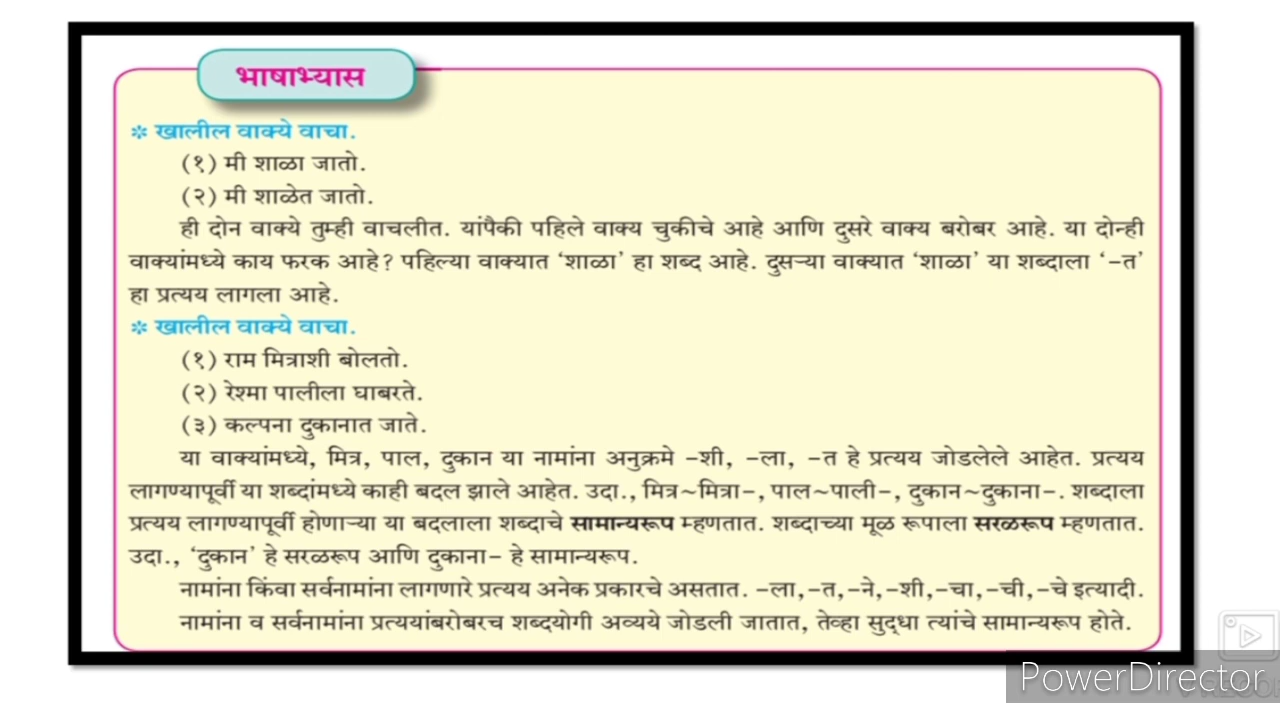 भाषाभ्यास
* खालील वाक्ये वाचा.
(१) मी शाळा जातो.
(२) मी शाळेत जातो.
ही दोन वाक्ये तुम्ही वाचलीत. यांपैकी पहिले वाक्य चुकीचे आहे आणि दुसरे वाक्य बरोबर आहे. या दोन्ही
वाक्यांमध्ये काय फरक आहे? पहिल्या वाक्यात ‘शाळा’ हा शब्द आहे. दुसऱ्या वाक्यात ‘शाळा’ या शब्दाला ‘–त’
हा प्रत्यय लागला आहे.
* खालील वाक्ये वाचा.
(१) राम मित्राशी बोलतो.
(२) रेश्मा पालीला घाबरते.
(३) कल्पना दुकानात जाते.
या वाक्यांमध्ये, मित्र, पाल, दुकान या नामांना अनुक्रमे –शी, –ला, –त हे प्रत्यय जोडलेले आहेत. प्रत्यय
लागण्यापूर्वी या शब्दांमध्ये काही बदल झाले आहेत. उदा., मित्र~मित्रा–, पाल~पाली–, दुकान~दुकाना–. शब्दाला
प्रत्यय लागण्यापूर्वी होणाऱ्या या बदलाला शब्दाचे सामान्यरूप म्हणतात. शब्दाच्या मूळ रूपाला सरळरूप म्हणतात.
उदा., ‘दुकान’ हे सरळरूप आणि दुकाना– हे सामान्यरूप.
नामांना किंवा सर्वनामांना लागणारे प्रत्यय अनेक प्रकारचे असतात. –ला,–त,–ने,–शी,–चा,–ची,–चे इत्यादी.
नामांना व सर्वनामांना प्रत्ययांबरोबरच शब्दयोगी अव्यये जोडली जातात, तेव्हा सुद्धा त्यांचे सामान्यरूप होते.
PowerDirector